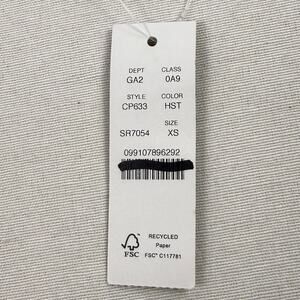 DEPT CLASS
GA2 0A9
STYLE COLOR
CP633 HST
SIZE
SR7054 XS
099107896292
RECYCLED
Paper
FSC
FSC® C117781